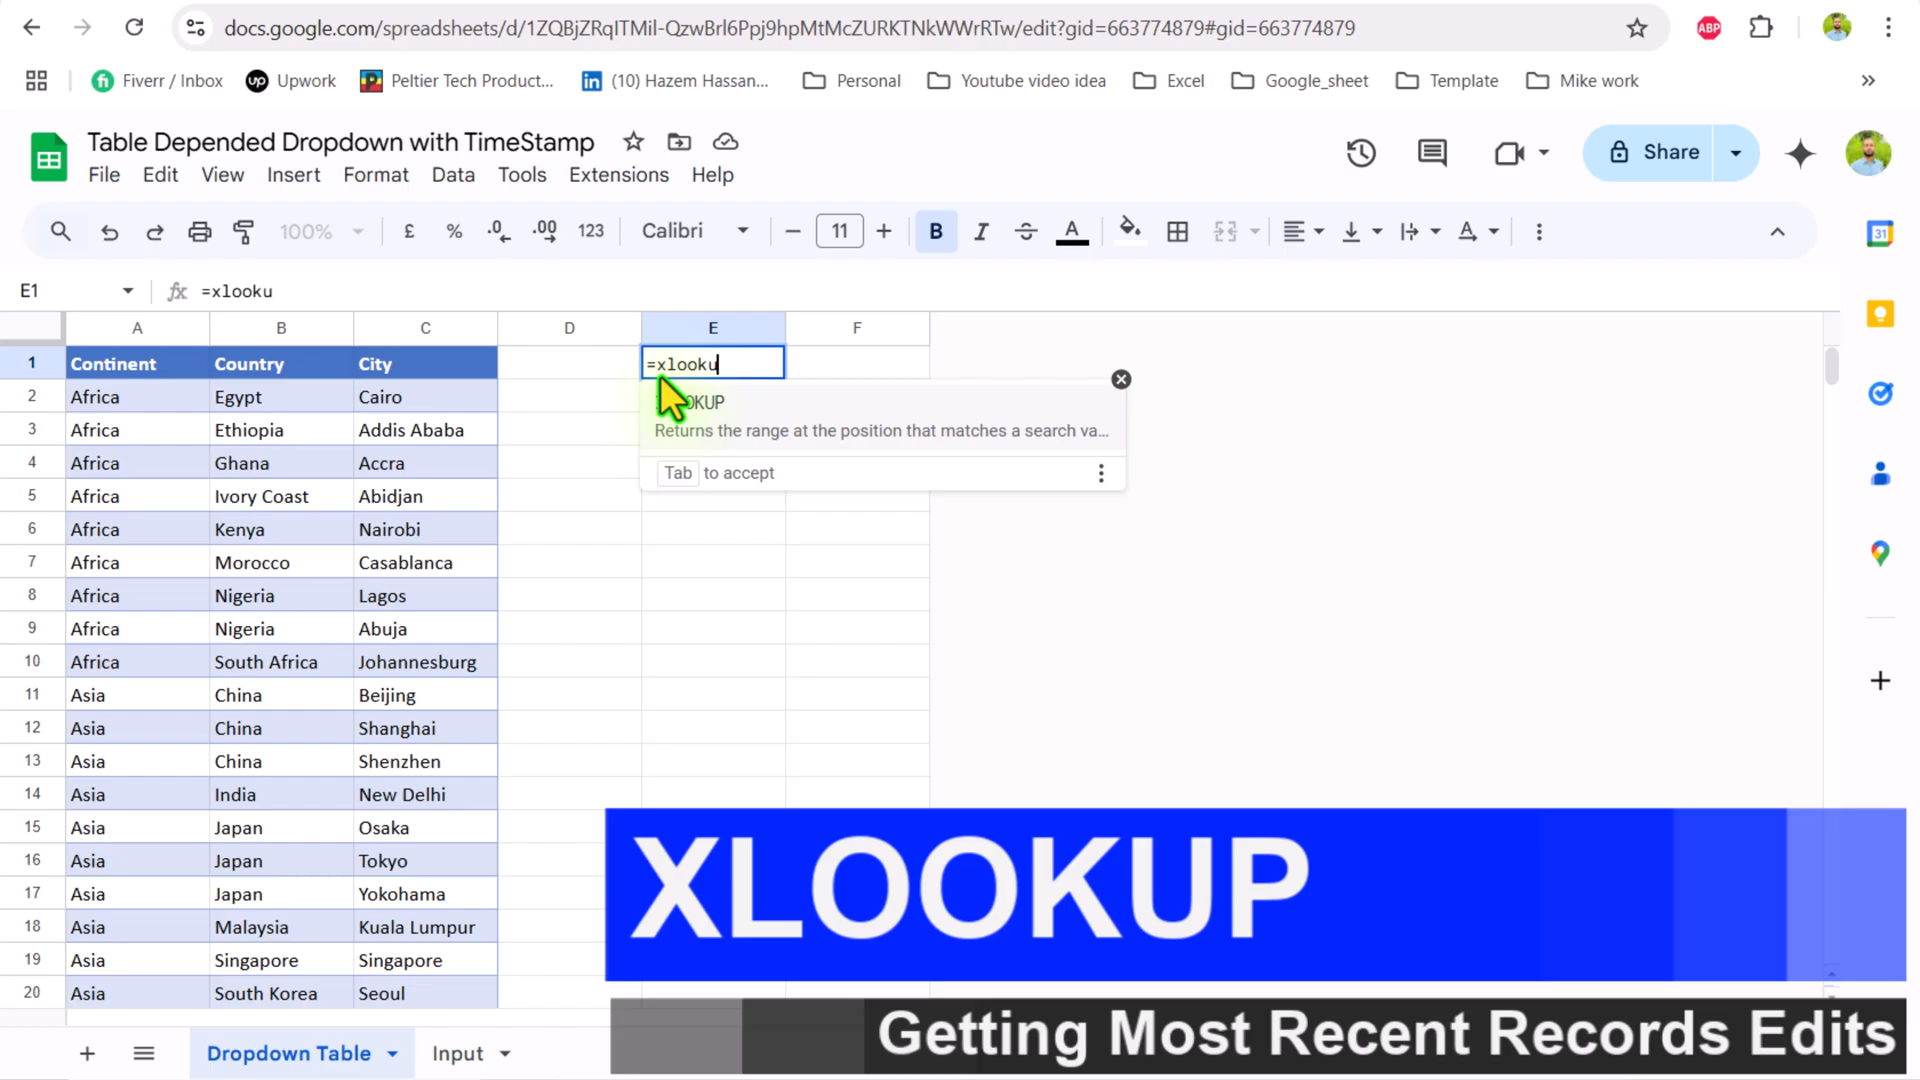 docs.google.com/spreadsheets/d/1ZQBjZRqITMil-QzwBrl6Ppj9hpMtMcZURKTNkWWrRTw/edit?gid=663774879#gid=663774879
ABP
Fiverr / Inbox
up Upwork
Peltier Tech Product...
in (10) Hazem Hassan...
Personal
Youtube video idea
Excel
Google_sheet
Template
Mike work
Table Depended Dropdown with TimeStamp
File Edit View Insert Format Data Tools Extensions Help
Share
100% £ % .0 .00 123 Calibri 11 B I A
31
E1 fx =xlooku
A B C D E F
1 Continent Country City =xlooku
2 Africa Egypt Cairo
OKUP
3 Africa Ethiopia Addis Ababa
Returns the range at the position that matches a search va...
4 Africa Ghana Accra
Tab to accept
5 Africa Ivory Coast Abidjan
6 Africa Kenya Nairobi
7 Africa Morocco Casablanca
8 Africa Nigeria Lagos
9 Africa Nigeria Abuja
10 Africa South Africa Johannesburg
11 Asia China Beijing
12 Asia China Shanghai
13 Asia China Shenzhen
14 Asia India New Delhi
15 Asia Japan Osaka
16 Asia Japan Tokyo
17 Asia Japan Yokohama
18 Asia Malaysia Kuala Lumpur
19 Asia Singapore Singapore
20 Asia South Korea Seoul
XLOOKUP
Getting Most Recent Records Edits
Dropdown Table
Input